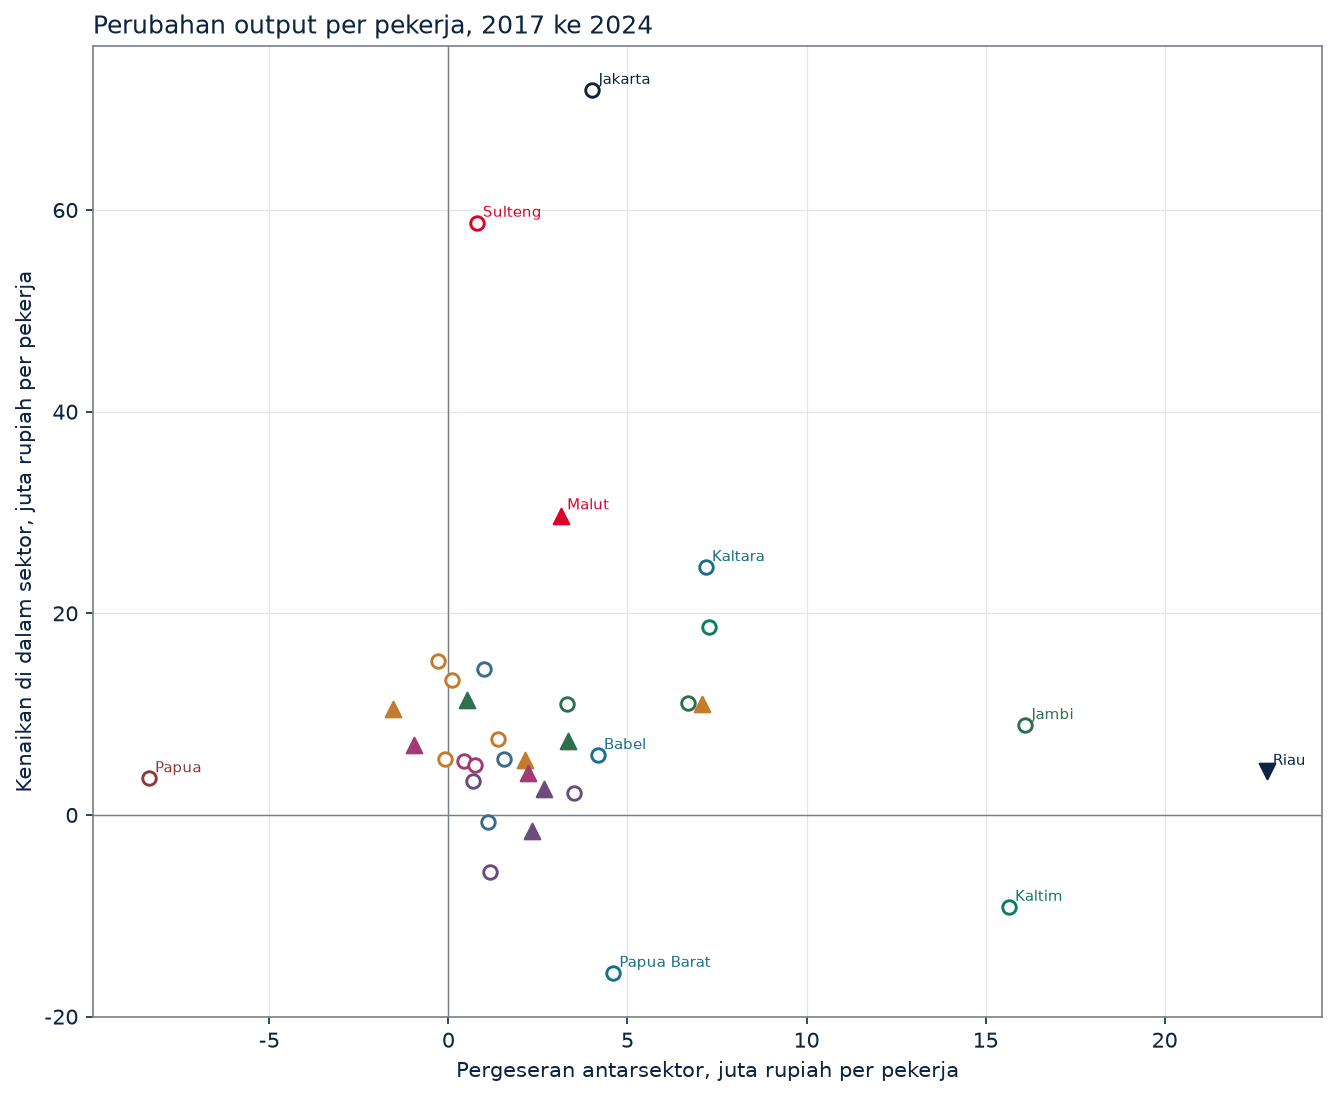 Perubahan output per pekerja, 2017 ke 2024
Jakarta
Sulteng
Malut
Kaltara
Jambi
Babel
Riau
Papua
Kaltim
Papua Barat
60
40
20
0
-20
-5
0
5
10
15
20
Kenaikan di dalam sektor, juta rupiah per pekerja
Pergeseran antarsektor, juta rupiah per pekerja